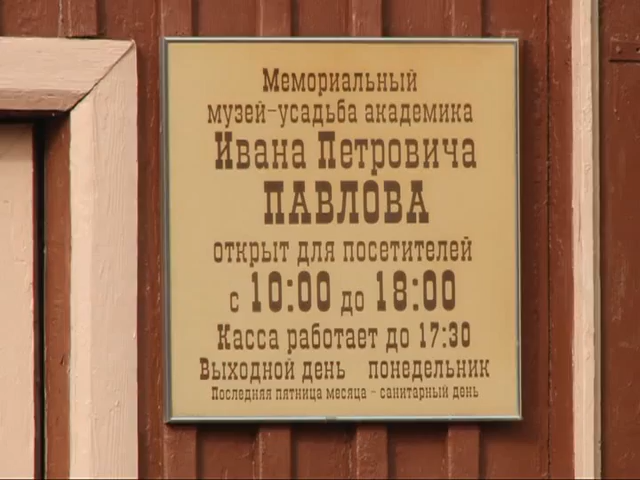 Мемориальный
музей-усадьба академика
Ивана Петровича
ПАВЛОВА
открыт для посетителей
с 10:00 до 18:00
Касса работает до 17:30
Выходной день понедельник
Последняя пятница месяца - санитарный день